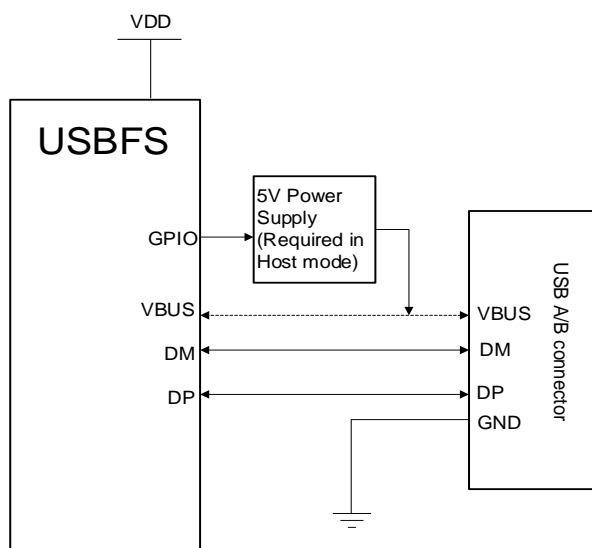 VDD
USBFS
5V Power
Supply
(Required in
Host mode)
GPIO
VBUS
DM
DP
VBUS
DM
DP
GND
USB A/B connector